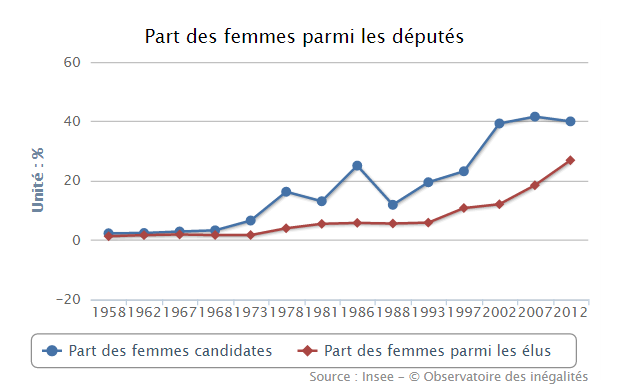 Part des femmes parmi les députés
60
40
20
0
−20
Unité : %
1958 1962 1967 1968 1973 1978 1981 1986 1988 1993 1997 2002 2007 2012
Part des femmes candidates Part des femmes parmi les élus
Source : Insee – © Observatoire des inégalités